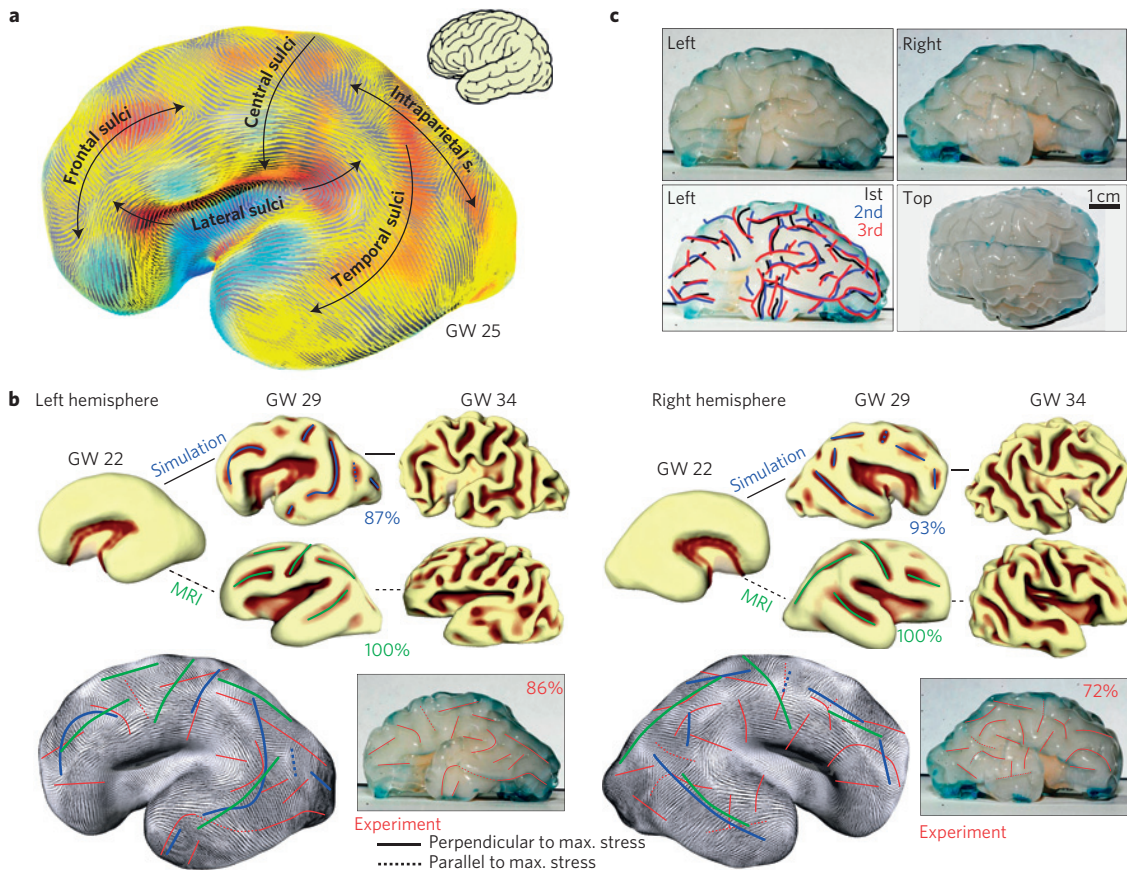 a
Frontal sulci
Central sulci
Intraparietal s.
Lateral sulci
Temporal sulci
GW 25
c
Left
Right
Left
1st
2nd
3rd
Top
1 cm
b
Left hemisphere
GW 29
GW 34
GW 22
Simulation
87%
MRI
100%
86%
Experiment
Right hemisphere
GW 29
GW 34
GW 22
Simulation
93%
MRI
100%
72%
Experiment
Perpendicular to max. stress
Parallel to max. stress